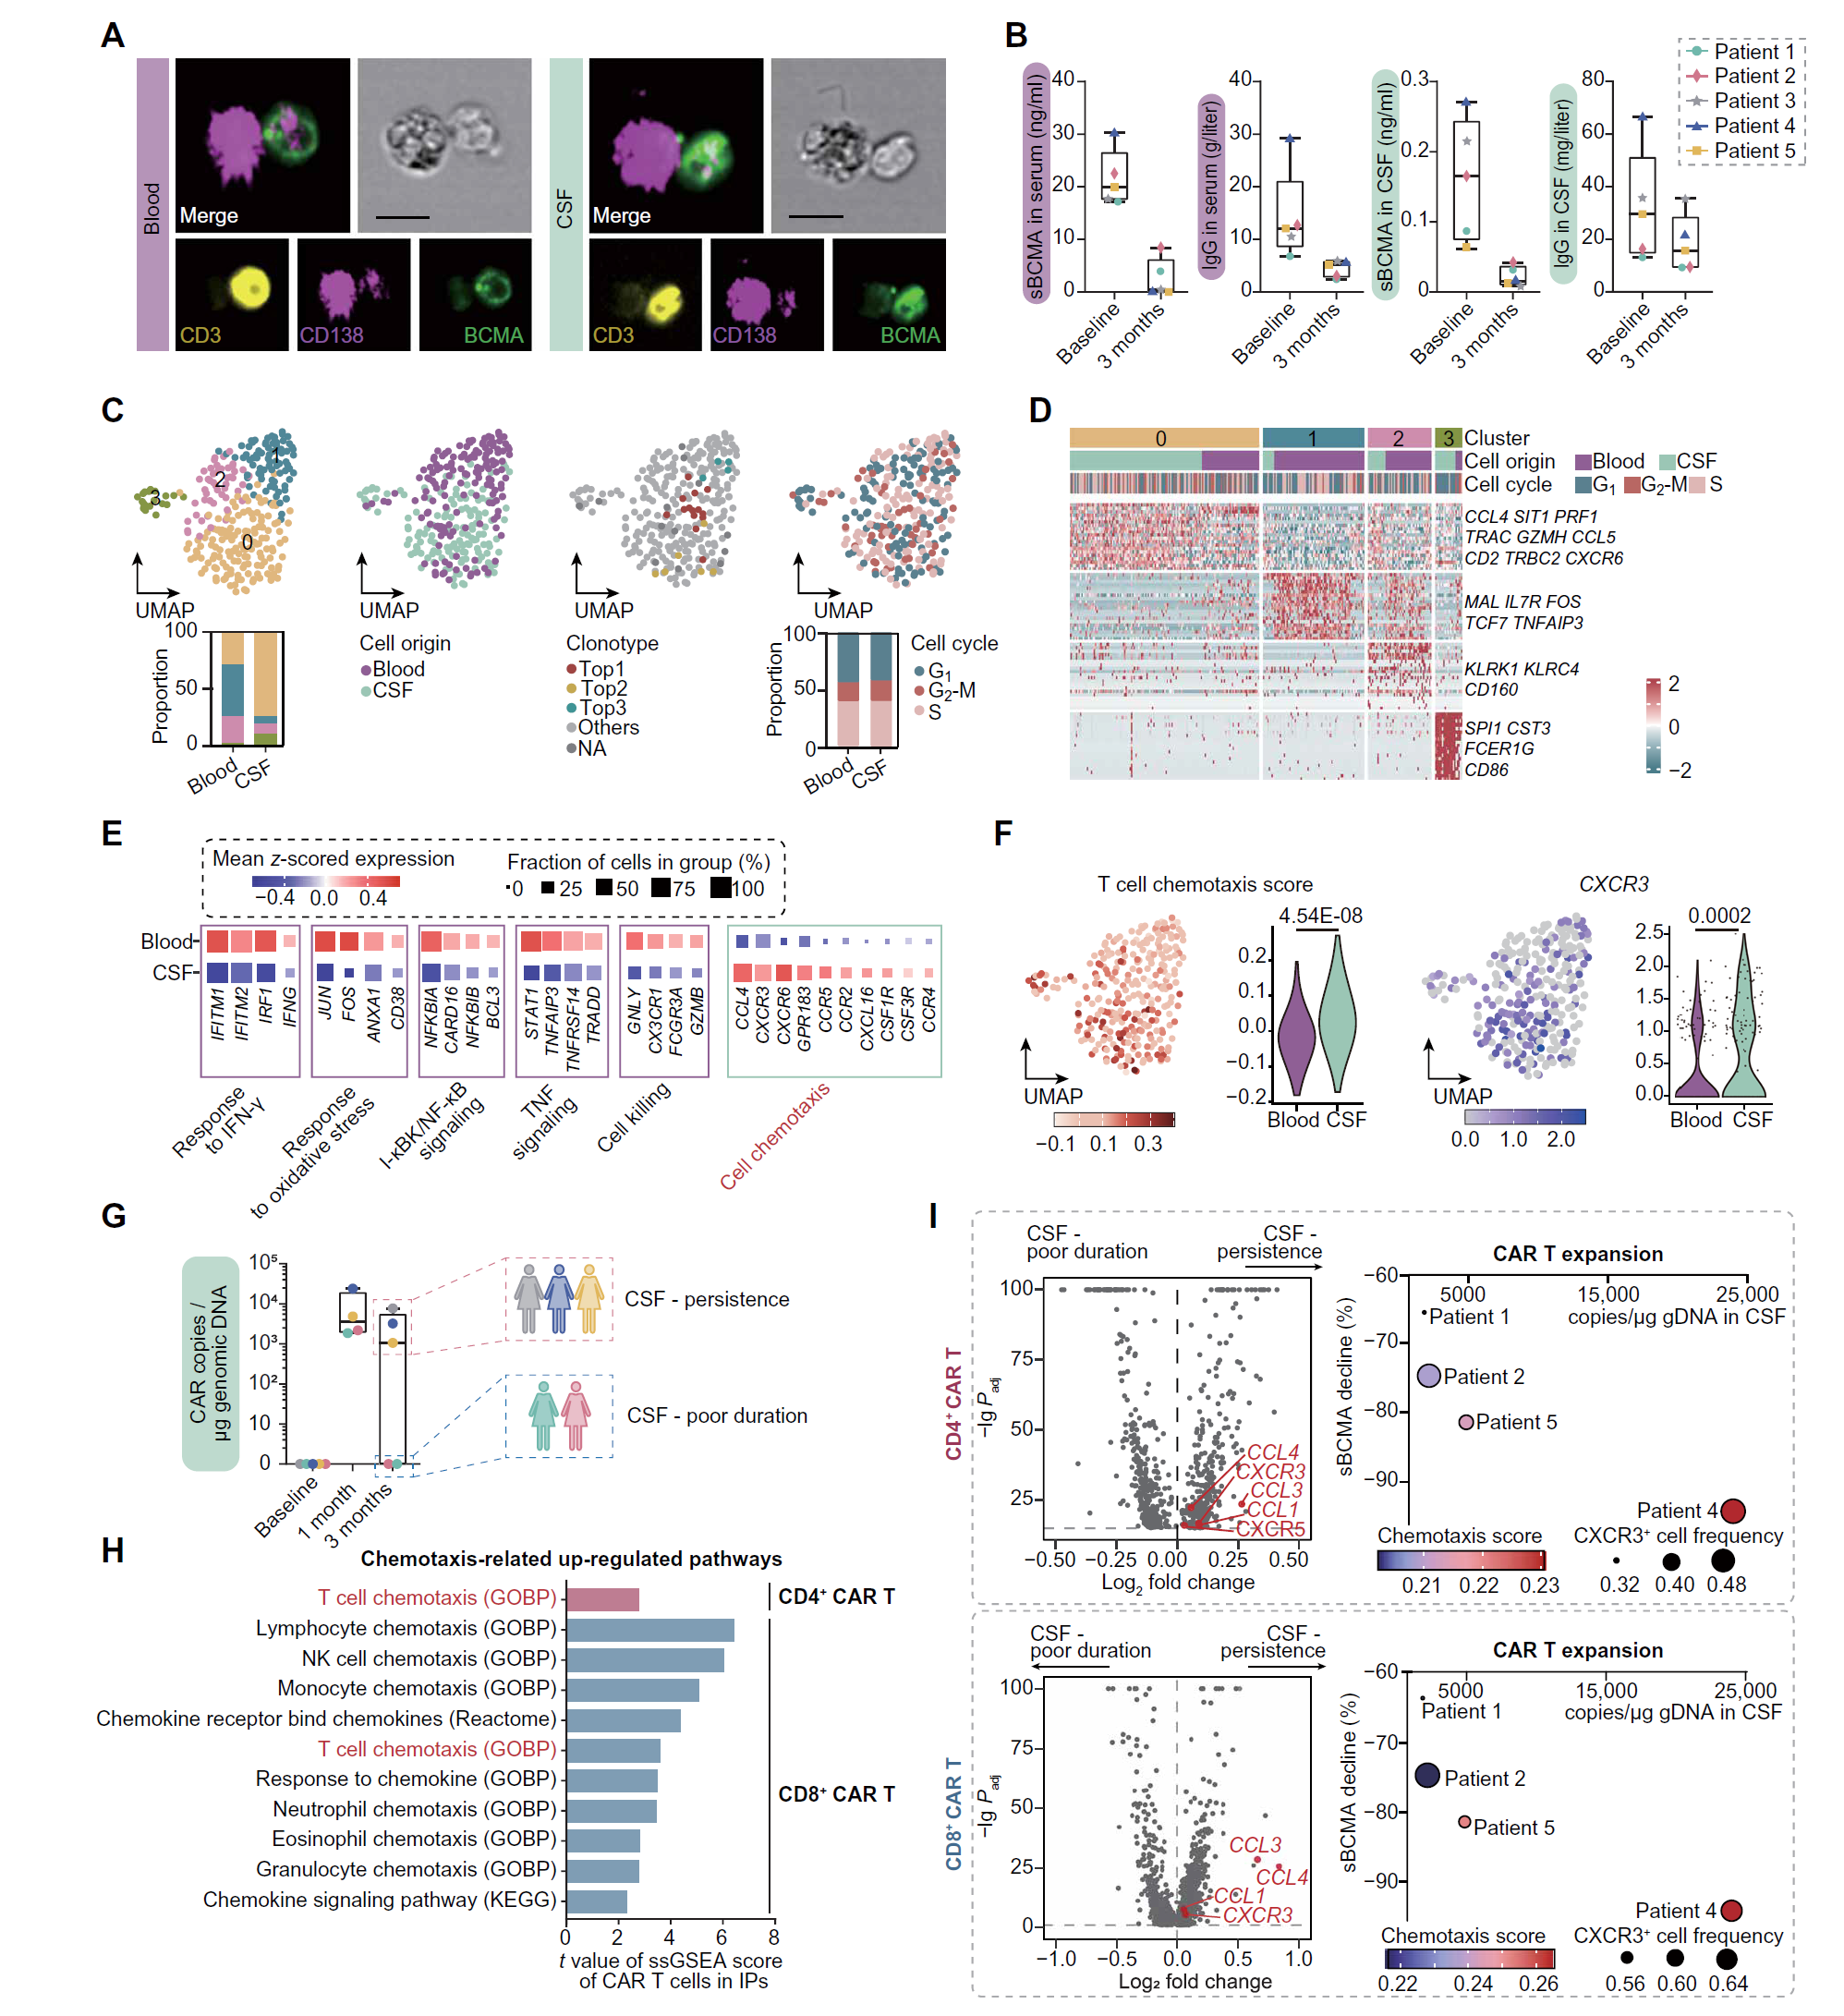 A
Blood
Merge
CD3
CD138
BCMA
CSF
Merge
CD3
CD138
BCMA
B
Patient 1
Patient 2
Patient 3
Patient 4
Patient 5
sBCMA in serum (ng/ml)
40
30
20
10
0
Baseline
3 months
IgG in serum (g/liter)
40
30
20
10
0
Baseline
3 months
sBCMA in CSF (ng/ml)
0.3
0.2
0.1
0
Baseline
3 months
IgG in CSF (mg/liter)
80
60
40
20
0
Baseline
3 months
C
0
1
2
3
UMAP
UMAP
UMAP
UMAP
Proportion
100
50
0
Blood
CSF
Cell origin
Blood
CSF
Clonotype
Top1
Top2
Top3
Others
NA
Proportion
100
50
0
Blood
CSF
Cell cycle
G1
G2-M
S
D
0
1
2
3
Cluster
Cell origin
Blood
CSF
Cell cycle
G1
G2-M
S
CCL4 SIT1 PRF1
TRAC GZMH CCL5
CD2 TRBC2 CXCR6
MAL IL7R FOS
TCF7 TNFAIP3
KLRK1 KLRC4
CD160
SPI1 CST3
FCER1G
CD86
2
0
−2
E
Mean z-scored expression
−0.4 0.0 0.4
Fraction of cells in group (%)
0 25 50 75 100
Blood
CSF
IFITM1
IFITM2
IRF1
IFNG
JUN
FOS
ANXA1
CD38
NFKBIA
CARD16
NFKBIB
BCL3
STAT1
TNFAIP3
TNFRSF14
TRADD
GNLY
CX3CR1
FCGR3A
GZMB
CCL4
CXCR3
CXCR6
GPR183
CCR5
CCR2
CXCL16
CSF1R
CSF3R
CCR4
Response
to IFN-γ
Response
to oxidative stress
I-κBK/NF-κB
signaling
TNF
signaling
Cell killing
Cell chemotaxis
F
T cell chemotaxis score
UMAP
−0.1 0.1 0.3
4.54E-08
0.2
0.1
0.0
−0.1
−0.2
Blood CSF
CXCR3
UMAP
0.0 1.0 2.0
0.0002
2.5
2.0
1.5
1.0
0.5
0.0
Blood CSF
G
CAR copies /
μg genomic DNA
10⁵
10⁴
10³
10²
10
0
Baseline
1 month
3 months
CSF - persistence
CSF - poor duration
H
Chemotaxis-related up-regulated pathways
T cell chemotaxis (GOBP)
Lymphocyte chemotaxis (GOBP)
NK cell chemotaxis (GOBP)
Monocyte chemotaxis (GOBP)
Chemokine receptor bind chemokines (Reactome)
T cell chemotaxis (GOBP)
Response to chemokine (GOBP)
Neutrophil chemotaxis (GOBP)
Eosinophil chemotaxis (GOBP)
Granulocyte chemotaxis (GOBP)
Chemokine signaling pathway (KEGG)
CD4⁺ CAR T
CD8⁺ CAR T
0 2 4 6 8
t value of ssGSEA score
of CAR T cells in IPs
I
CD4⁺ CAR T
CSF -
poor duration
CSF -
persistence
−lg Padj
100
75
50
25
CCL4
CXCR3
CCL3
CCL1
CXCR5
−0.50 −0.25 0.00 0.25 0.50
Log2 fold change
CAR T expansion
5000 15,000 25,000
copies/μg gDNA in CSF
sBCMA decline (%)
−60
−70
−80
−90
Patient 1
Patient 2
Patient 5
Patient 4
Chemotaxis score
0.21 0.22 0.23
CXCR3⁺ cell frequency
0.32 0.40 0.48
CD8⁺ CAR T
CSF -
poor duration
CSF -
persistence
−lg Padj
100
75
50
25
0
CCL3
CCL4
CCL1
CXCR3
−1.0 −0.5 0.0 0.5 1.0
Log₂ fold change
CAR T expansion
5000 15,000 25,000
copies/μg gDNA in CSF
sBCMA decline (%)
−60
−70
−80
−90
Patient 1
Patient 2
Patient 5
Patient 4
Chemotaxis score
0.22 0.24 0.26
CXCR3⁺ cell frequency
0.56 0.60 0.64